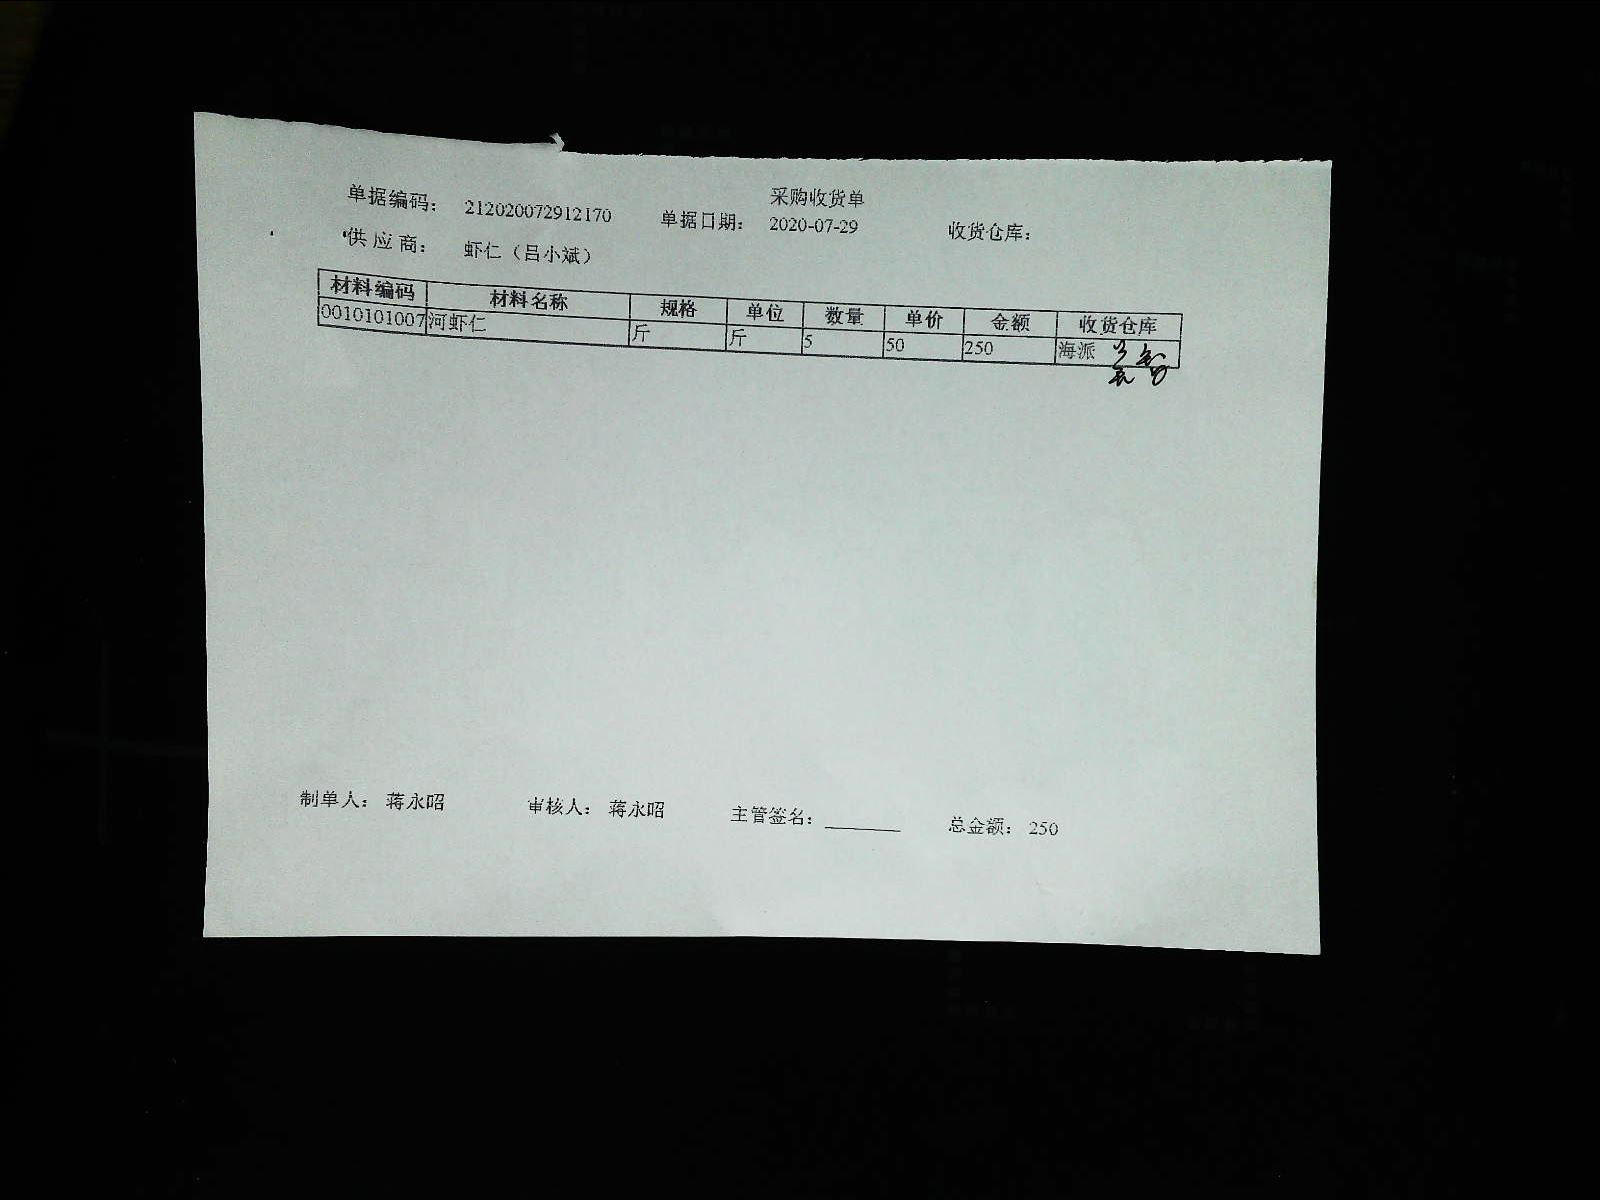 采购收货单
单据编码： 212020072912170 单据日期： 2020-07-29 收货仓库：
供 应 商： 虾仁（吕小斌）
材料编码 材料名称 规格 单位 数量 单价 金额 收货仓库
0010101007 河虾仁 斤 斤 5 50 250 海派
制单人： 蒋永昭 审核人： 蒋永昭 主管签名： 总金额： 250